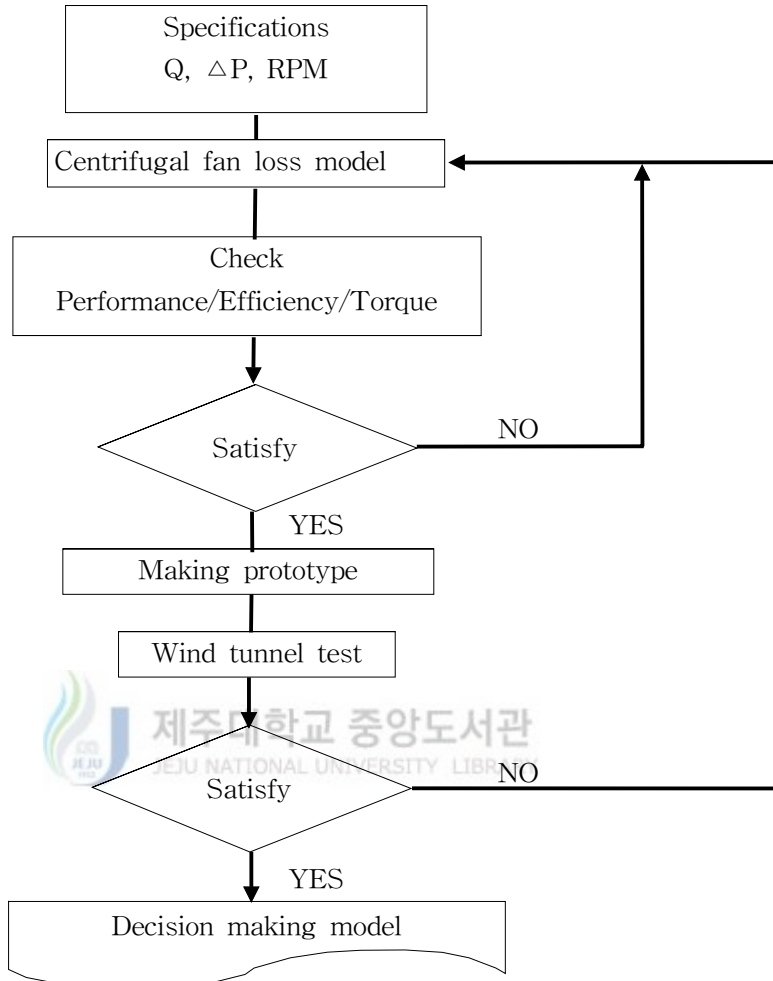 Specifications
Q, △P, RPM
Centrifugal fan loss model
Check
Performance/Efficiency/Torque
Satisfy
NO
YES
Making prototype
Wind tunnel test
제주대학교 중앙도서관
JEJU NATIONAL UNIVERSITY LIBRARY
JEJU
1952
Satisfy
NO
YES
Decision making model